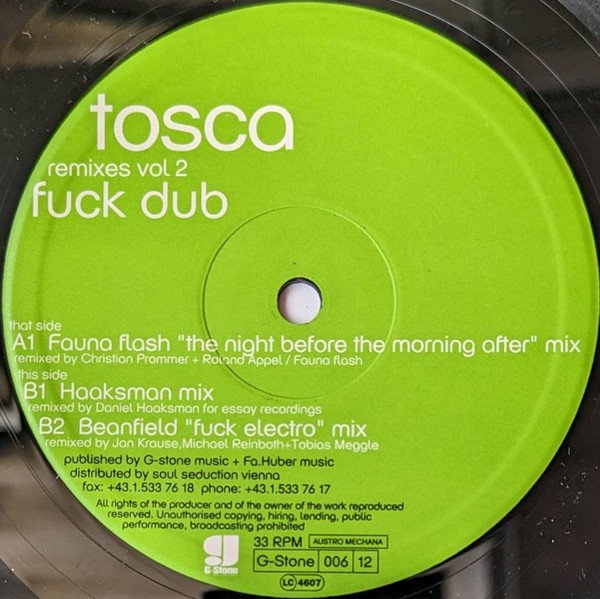 tosca
remixes vol 2
fuck dub
that side
A1 Fauna flash "the night before the morning after" mix
remixed by Christian Prommer + Roland Appel / Fauna flash
this side
B1 Haaksman mix
remixed by Daniel Haaksman for essay recordings
B2 Beanfield "fuck electro" mix
remixed by Jan Krause,Michael Reinboth+Tobias Meggle
published by G-stone music + Fa.Huber music
distributed by soul seduction vienna
fax: +43.1.533 76 18 phone: +43.1.533 76 17
All rights of the producer and of the owner of the work reproduced
reserved. Unauthorised copying, hiring, lending, public
performance, broadcasting prohibited
33 RPM AUSTRO MECHANA
G-Stone G-Stone 006 12
LC 4607